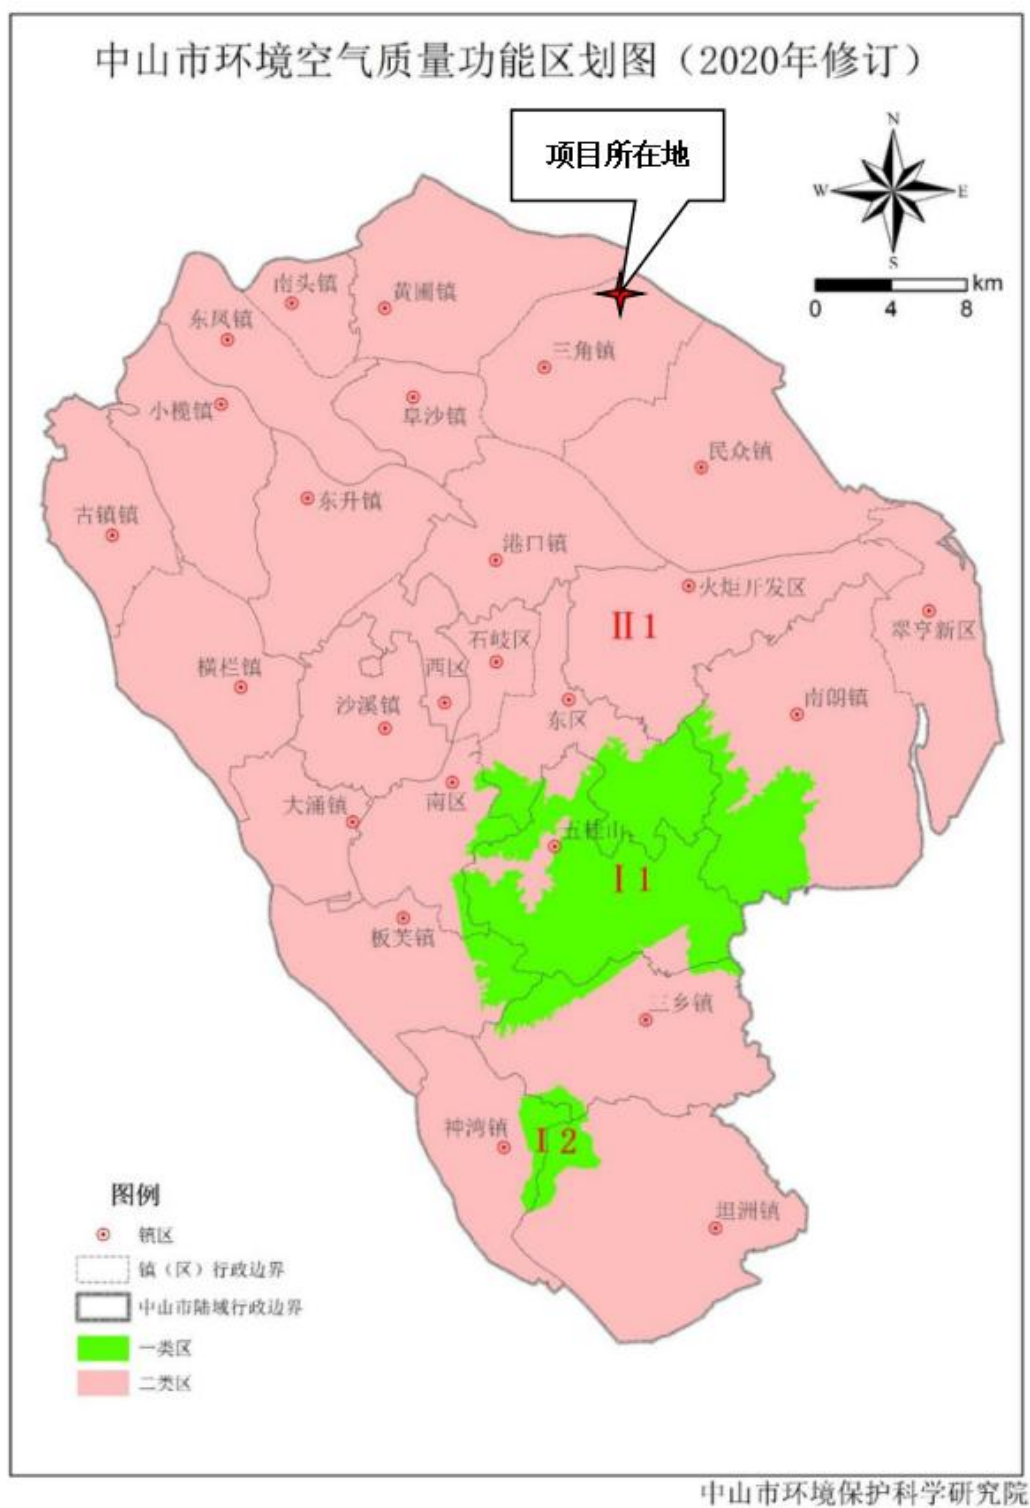 中山市环境空气质量功能区划图（2020年修订）
项目所在地
N
W
E
S
km
0 4 8
南头镇
黄圃镇
东凤镇
三角镇
小榄镇
阜沙镇
民众镇
古镇镇
东升镇
港口镇
火炬开发区
II 1
翠亨新区
石岐区
西区
横栏镇
沙溪镇
东区
南朗镇
大涌镇
南区
五桂山
I 1
板芙镇
三乡镇
神湾镇
I 2
坦洲镇
图例
镇区
镇（区）行政边界
中山市陆域行政边界
一类区
二类区
中山市环境保护科学研究院